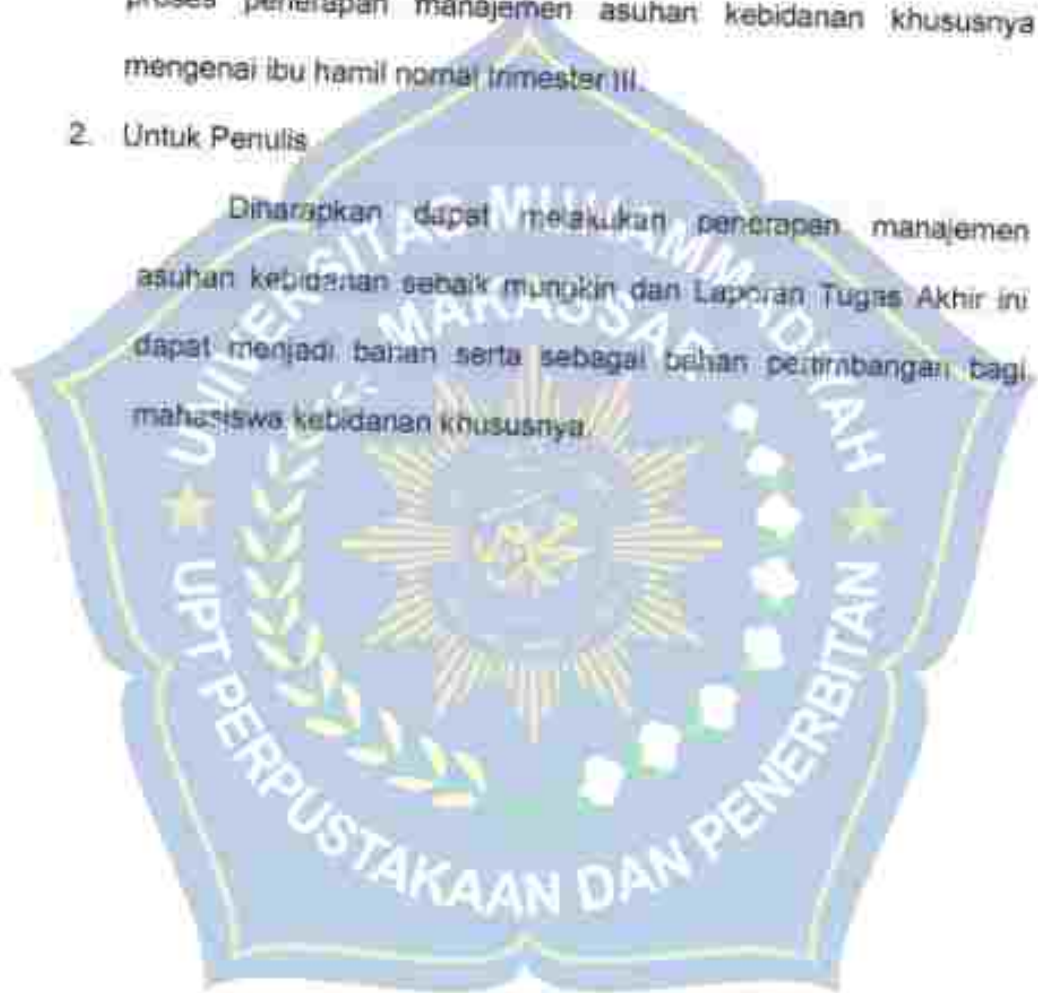 proses penerapan manajemen asuhan kebidanan khususnya
mengenai ibu hamil normal trimester III.
2. Untuk Penulis
Diharapkan dapat melakukan penerapan manajemen
asuhan kebidanan sebaik mungkin dan Laporan Tugas Akhir ini
dapat menjadi bahan serta sebagai bahan pertimbangan bagi
mahasiswa kebidanan khususnya.
UNIVERSITAS MUHAMMADIYAH
MAKASSAR
UPT PERPUSTAKAAN DAN PENERBITAN